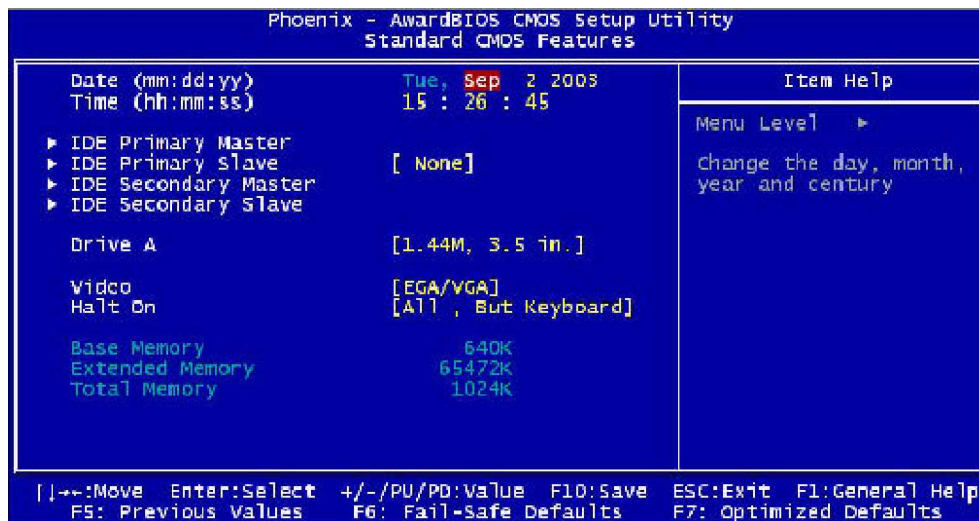 Phoenix - AwardBIOS CMOS Setup Utility
Standard CMOS Features
Date (mm:dd:yy) Tue, Sep 2 2003
Time (hh:mm:ss) 15 : 26 : 45
Item Help
Menu Level ▸
Change the day, month,
year and century
▸ IDE Primary Master
▸ IDE Primary Slave [ None]
▸ IDE Secondary Master
▸ IDE Secondary Slave
Drive A [1.44M, 3.5 in.]
Video [EGA/VGA]
Halt On [All , But Keyboard]
Base Memory 640K
Extended Memory 65472K
Total Memory 1024K
↑↓→←:Move Enter:Select +/-/PU/PD:Value F10:Save ESC:Exit F1:General Help
F5: Previous Values F6: Fail-Safe Defaults F7: Optimized Defaults